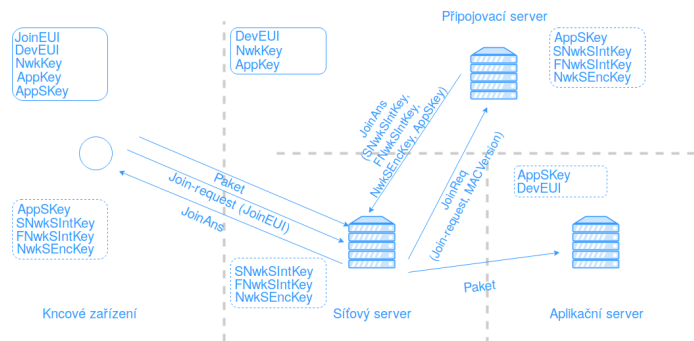 Připojovací server
JoinEUI
DevEUI
NwkKey
AppKey
AppSKey
DevEUI
NwkKey
AppKey
AppSKey
SNwkSIntKey
FNwkSIntKey
NwkSEncKey
JoinAns
(SNwkSIntKey,
FNwkSIntKey,
NwkSEncKey, AppSKey)
Paket
Join-request (JoinEUI)
JoinAns
JoinReq
(Join-request, MACVersion)
AppSKey
DevEUI
AppSKey
SNwkSIntKey
FNwkSIntKey
NwkSEncKey
SNwkSIntKey
FNwkSIntKey
NwkSEncKey
Paket
Kncové zařízení
Síťový server
Aplikační server